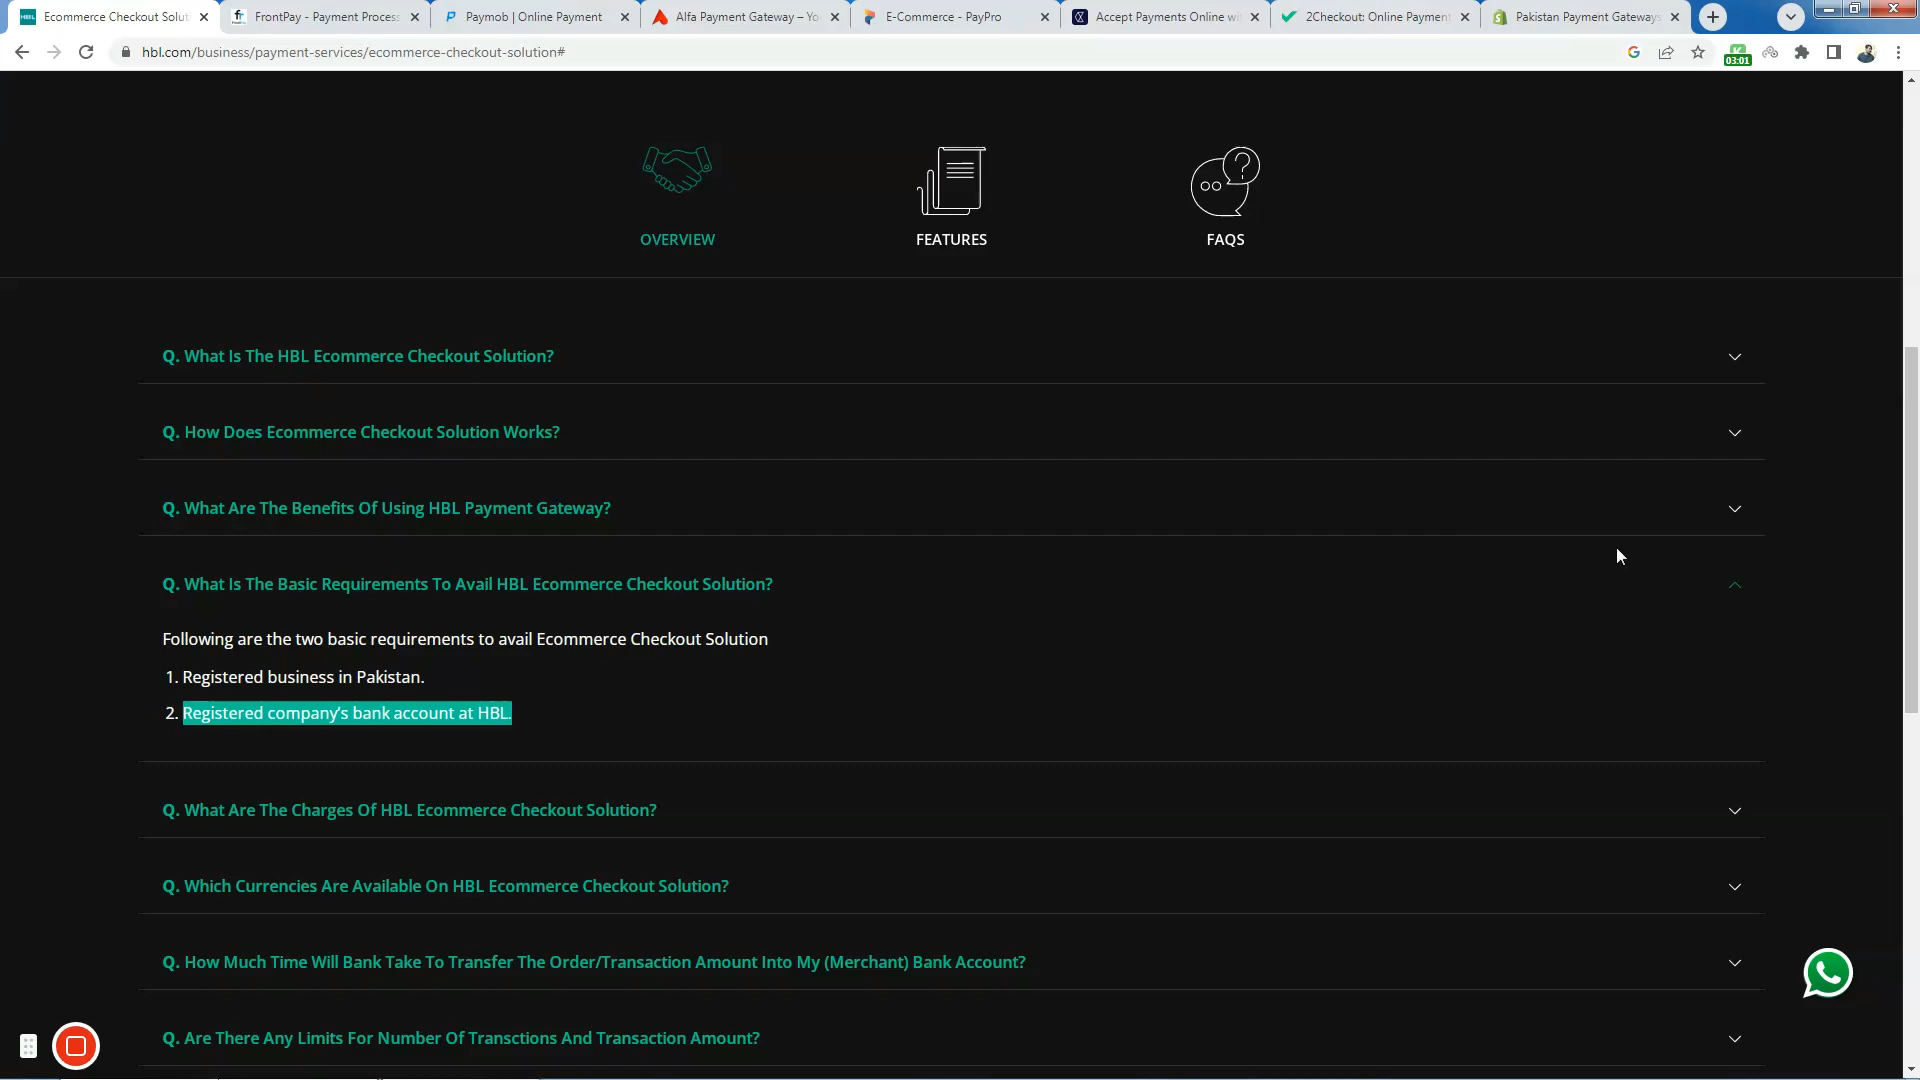 Ecommerce Checkout Solut
FrontPay - Payment Process
Paymob | Online Payment
Alfa Payment Gateway – Yo
E-Commerce - PayPro
Accept Payments Online wi
2Checkout: Online Payment
Pakistan Payment Gateways
hbl.com/business/payment-services/ecommerce-checkout-solution#
03:01
OVERVIEW
FEATURES
FAQS
Q. What Is The HBL Ecommerce Checkout Solution?
Q. How Does Ecommerce Checkout Solution Works?
Q. What Are The Benefits Of Using HBL Payment Gateway?
Q. What Is The Basic Requirements To Avail HBL Ecommerce Checkout Solution?
Following are the two basic requirements to avail Ecommerce Checkout Solution
1. Registered business in Pakistan.
2. Registered company's bank account at HBL.
Q. What Are The Charges Of HBL Ecommerce Checkout Solution?
Q. Which Currencies Are Available On HBL Ecommerce Checkout Solution?
Q. How Much Time Will Bank Take To Transfer The Order/Transaction Amount Into My (Merchant) Bank Account?
Q. Are There Any Limits For Number Of Transctions And Transaction Amount?